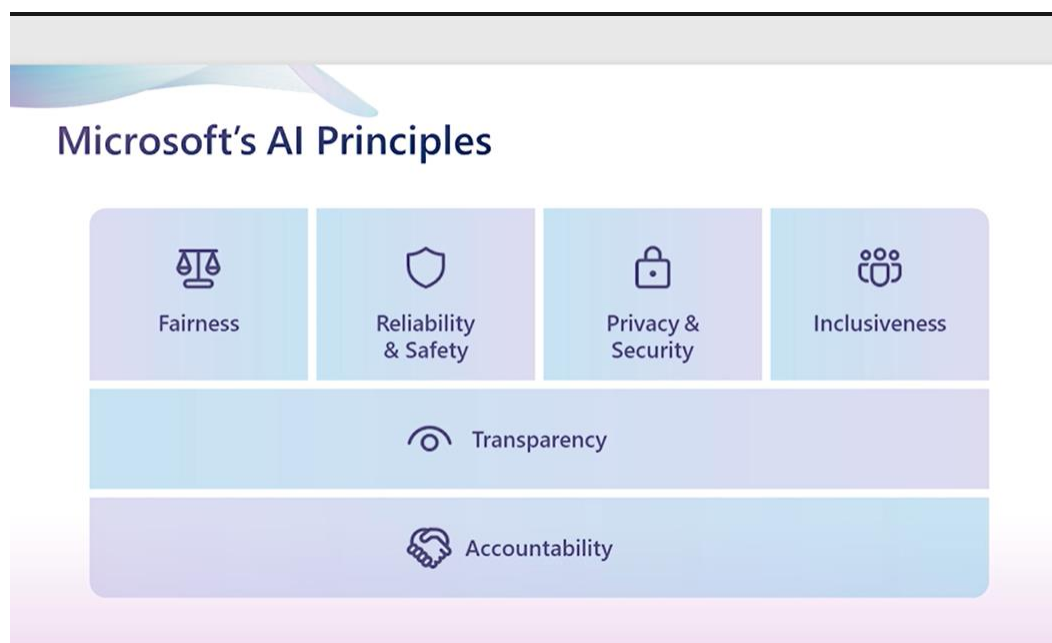 Microsoft's AI Principles
Fairness
Reliability
& Safety
Privacy &
Security
Inclusiveness
Transparency
Accountability